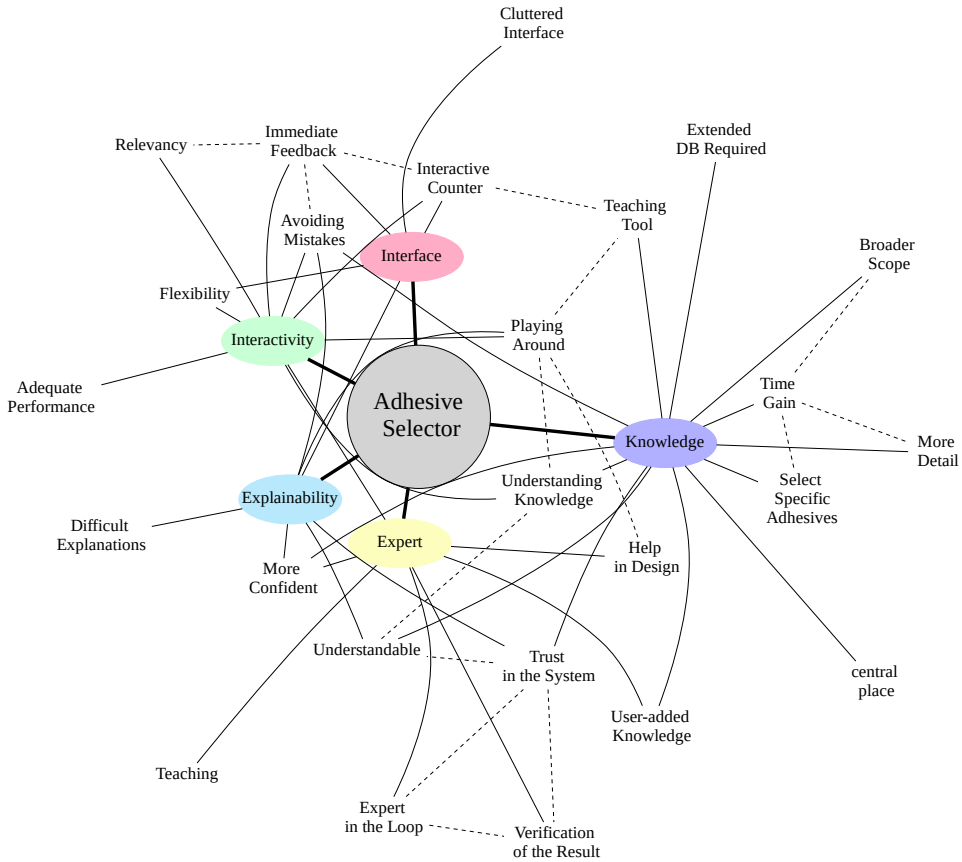 Cluttered
Interface
Relevancy
Immediate
Feedback
Extended
DB Required
Interactive
Counter
Teaching
Tool
Avoiding
Mistakes
Interface
Broader
Scope
Flexibility
Interactivity
Playing
Around
Adequate
Performance
Adhesive
Selector
Time
Gain
Knowledge
More
Detail
Understanding
Knowledge
Select
Specific
Adhesives
Explainability
Difficult
Explanations
Expert
Help
in Design
More
Confident
Understandable
Trust
in the System
central
place
User-added
Knowledge
Teaching
Expert
in the Loop
Verification
of the Result